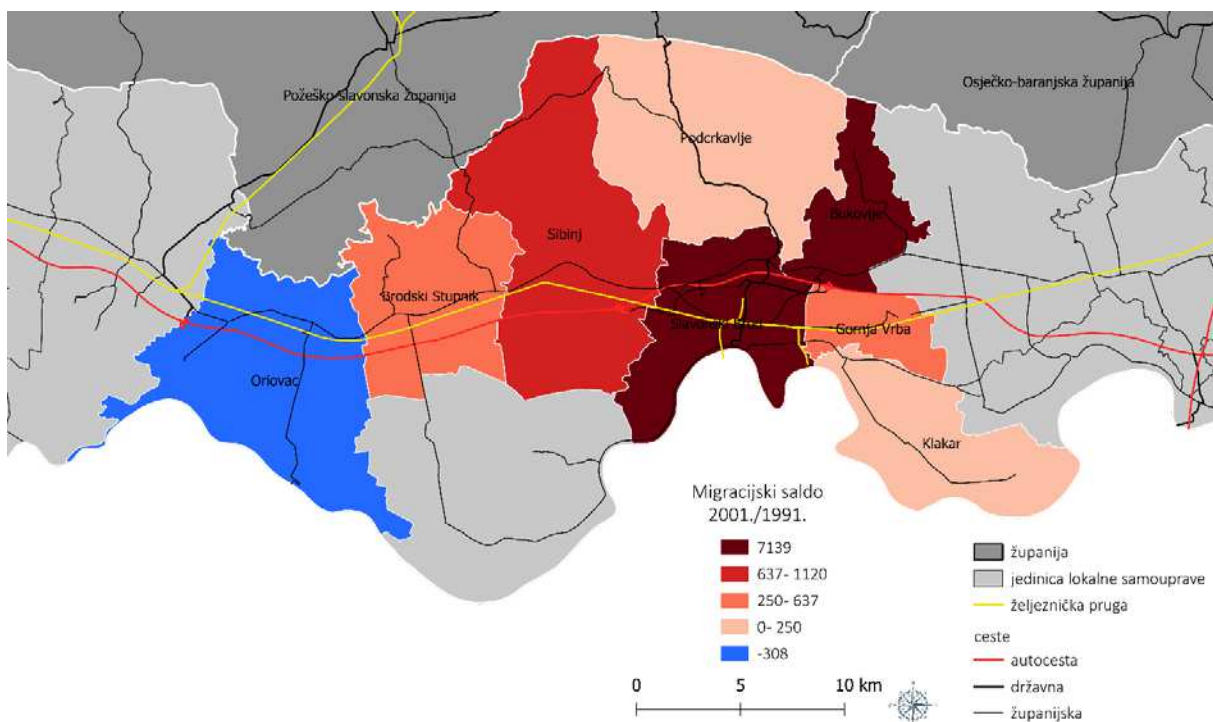 Požeško-slavonska županija
Osječko-baranjska županija
Podcrkavlje
Bukovlje
Sibinj
Brodski Stupnik
Slavonski Brod
Gornja Vrba
Oriovac
Klakar
Migracijski saldo
2001./1991.
7139
637- 1120
250- 637
0- 250
-308
0 5 10 km
županija
jedinica lokalne samouprave
željeznička pruga
ceste
autocesta
državna
županijska